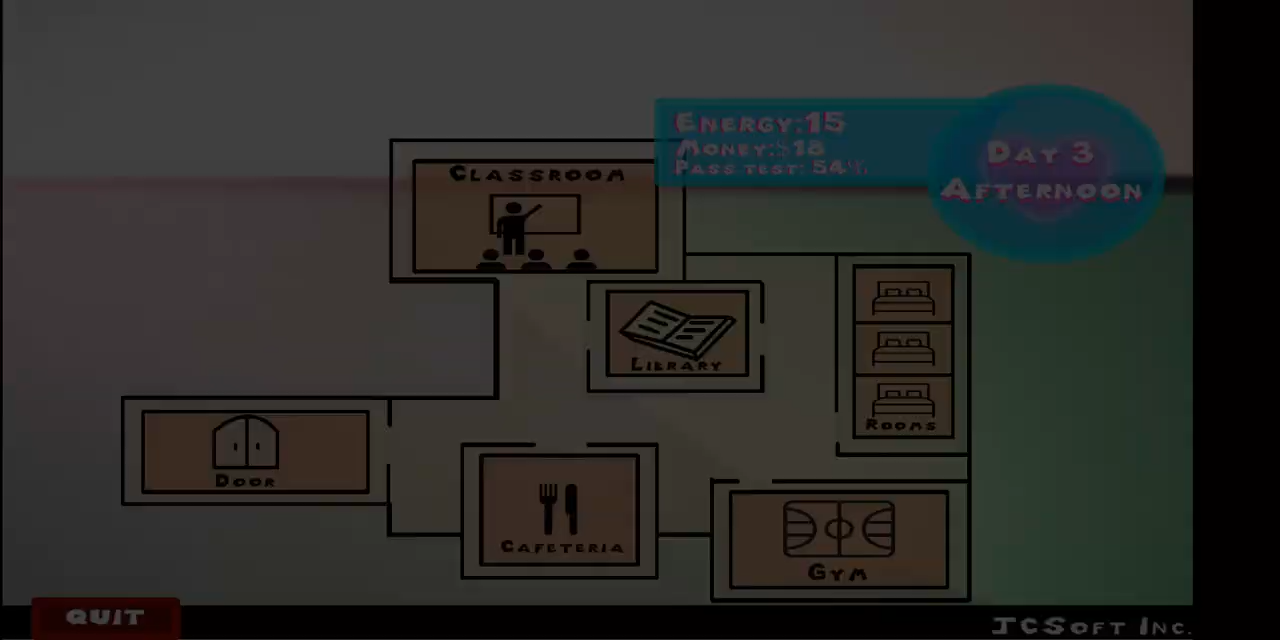 ENERGY:15
MONEY:$18
PASS TEST: 54%
DAY 3
AFTERNOON
CLASSROOM
LIBRARY
ROOMS
DOOR
CAFETERIA
GYM
QUIT
JCSOFT INC.